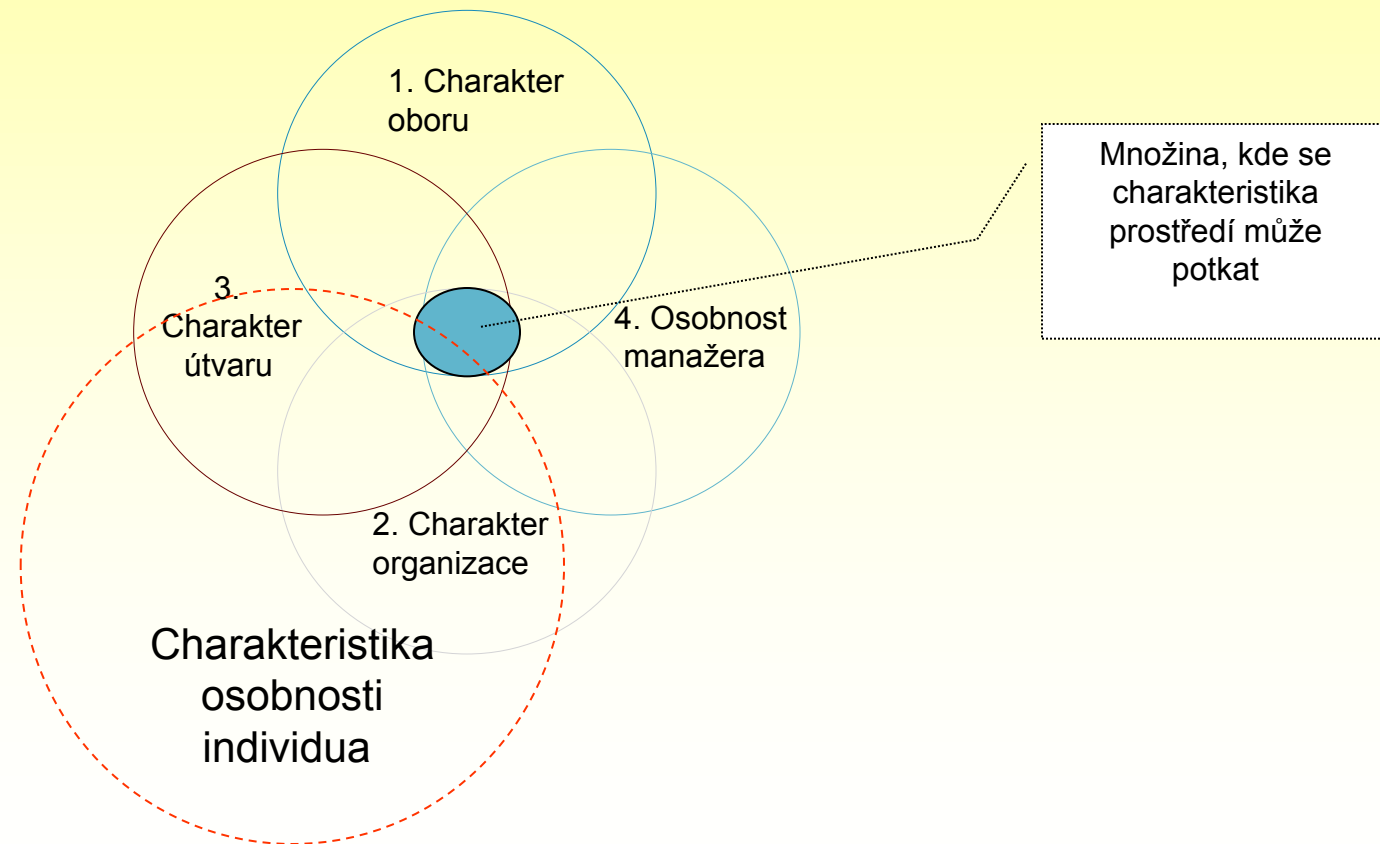 1. Charakter
oboru
Množina, kde se
charakteristika
prostředí může
potkat
3.
Charakter
útvaru
4. Osobnost
manažera
2. Charakter
organizace
Charakteristika
osobnosti
individua